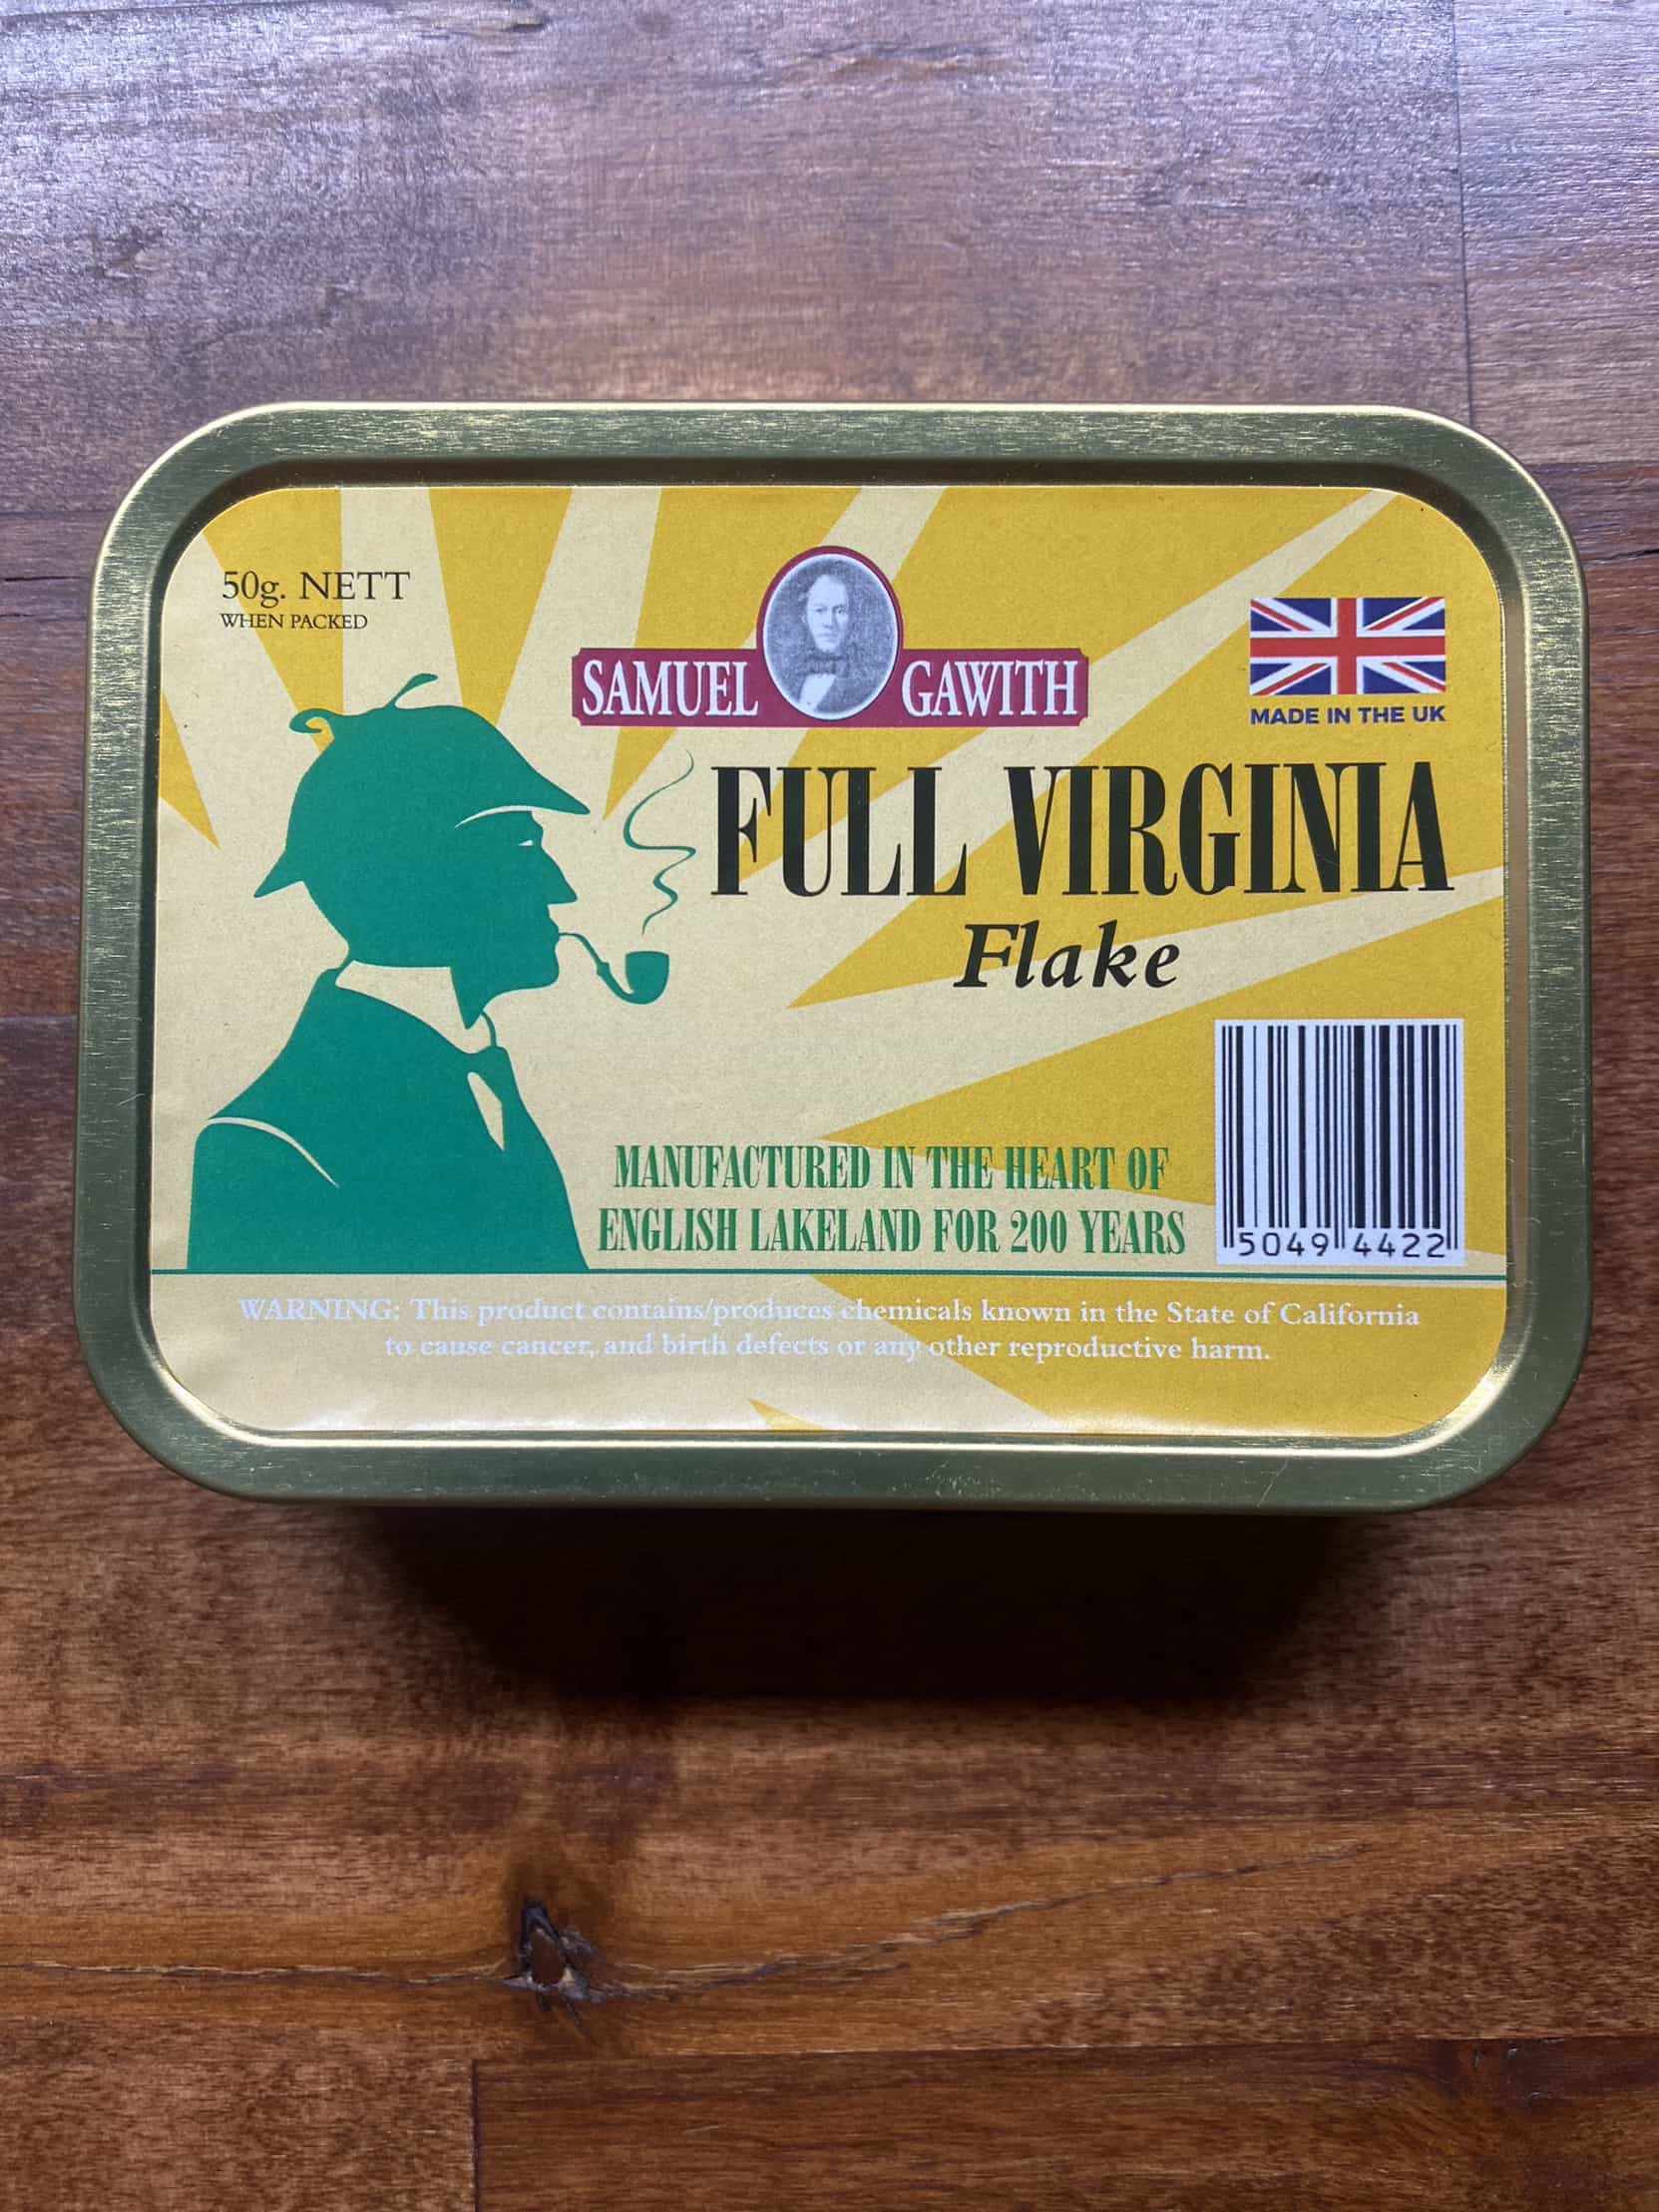 50g. NETT
WHEN PACKED
SAMUEL GAWITH
MADE IN THE UK
FULL VIRGINIA
Flake
MANUFACTURED IN THE HEART OF
ENGLISH LAKELAND FOR 200 YEARS
5049 4422
WARNING: This product contains/produces chemicals known in the State of California
to cause cancer, and birth defects or any other reproductive harm.